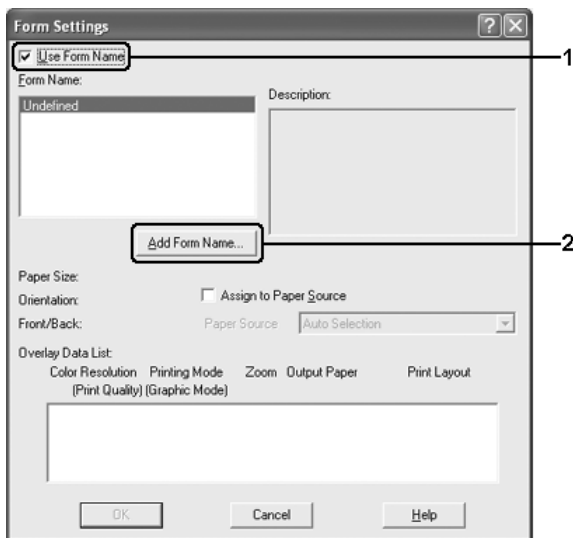 Form Settings
Use Form Name
1
Form Name:
Description:
Undefined
Add Form Name...
2
Paper Size:
Orientation:
Assign to Paper Source
Front/Back:
Paper Source
Auto Selection
Overlay Data List:
Color Resolution Printing Mode Zoom Output Paper Print Layout
(Print Quality) (Graphic Mode)
OK
Cancel
Help